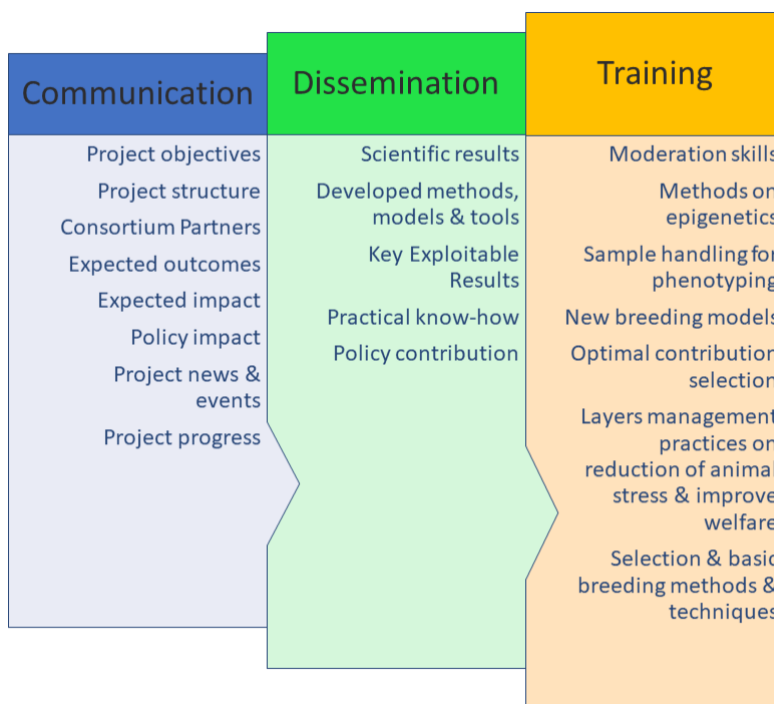 Communication
Project objectives
Project structure
Consortium Partners
Expected outcomes
Expected impact
Policy impact
Project news &
events
Project progress
Dissemination
Scientific results
Developed methods,
models & tools
Key Exploitable
Results
Practical know-how
Policy contribution
Training
Moderation skills
Methods on
epigenetics
Sample handling for
phenotyping
New breeding models
Optimal contribution
selection
Layers management
practices on
reduction of animal
stress & improve
welfare
Selection & basic
breeding methods &
techniques